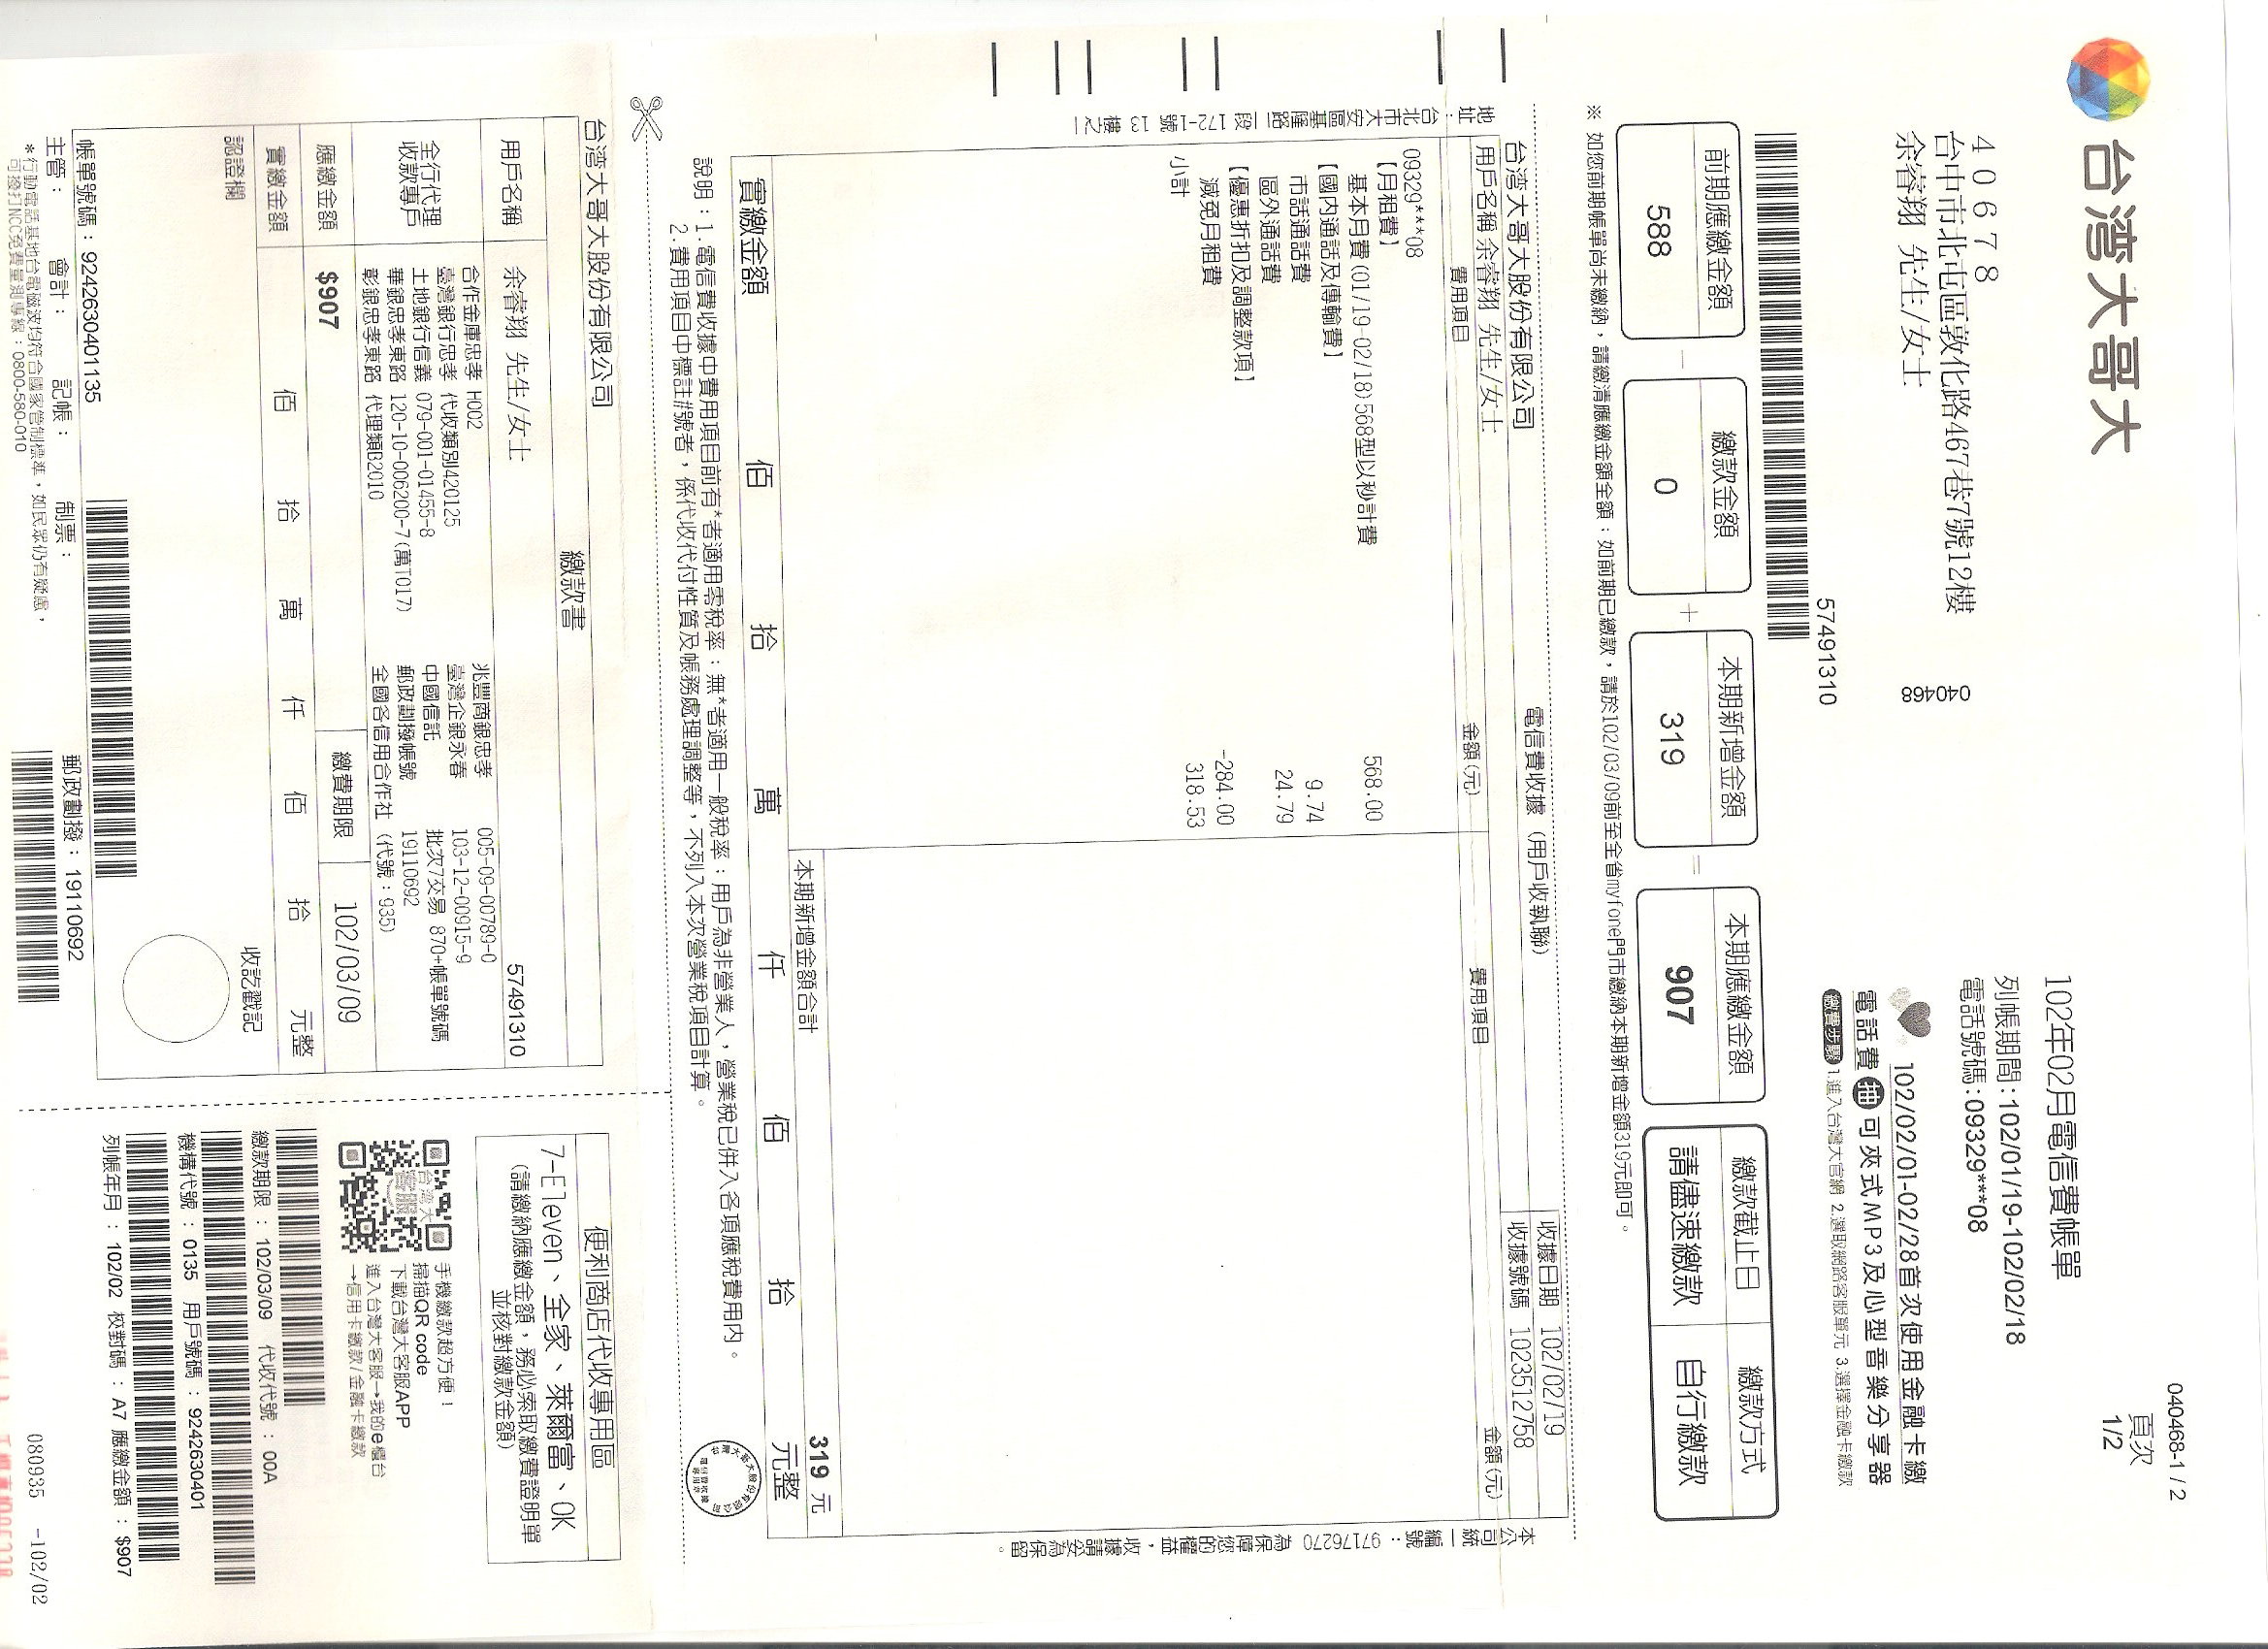 台湾大哥大
040468-1 / 2
頁次
1/2
40678
台中市北屯區敦化路467巷7號12樓
余睿翔 先生/女士
040468
57491310
102年02月電信費帳單
列帳期間:102/01/19-102/02/18
電話號碼:09329***08
102/02/01-02/28首次使用金融卡繳
電話費抽可夾式MP3及心型音樂分享器
繳費步驟 1.進入台灣大官網 2.選取網路客服單元 3.選擇金融卡繳款
前期應繳金額 － 繳款金額 ＋ 本期新增金額 ＝ 本期應繳金額 繳款截止日 繳款方式
588 0 319 907 請儘速繳款 自行繳款
※ 如您前期帳單尚未繳納，請繳清應繳金額全額；如前期已繳款，請於102/03/09前至全省myfone門市繳納本期新增金額319元即可。
台湾大哥大股份有限公司 電信費收據 (用戶收執聯) 收據日期 102/02/19
用戶名稱 余睿翔 先生/女士 收據號碼 1023512758
費用項目 金額(元) 費用項目 金額(元)
09329***08
【月租費】
基本月費(01/19-02/18)568型以秒計費 568.00
【國內通話及傳輸費】
市話通話費 9.74
區外通話費 24.79
【優惠折扣及調整款項】
減免月租費 -284.00
小計 318.53
本期新增金額合計 319 元
實繳金額 佰 拾 萬 仟 佰 拾 元整
地址：台北市大安區基隆路一段 172-1號 13 樓之1
本公司統一編號：97176270 為保障您的權益，收據請妥為保留。
說明：1.電信費收據中費用項目前有*者適用零稅率；無*者適用一般稅率；用戶為非營業人，營業稅已併入各項應稅費用內。
2.費用項目中標註#號者，係代收代付性質及帳務處理調整等，不列入本次營業稅項目計算。
台湾大哥大股份有限公司
繳款書
用戶名稱 余睿翔 先生/女士 57491310
全行代理
收款專戶
合作金庫忠孝 H002 兆豐商銀忠孝 005-09-00789-0
臺灣銀行忠孝 代收類別420125 臺灣企銀永春 103-12-00915-9
土地銀行信義 079-001-01455-8 中國信託 批次7交易 870+帳單號碼
華銀忠孝東路 120-10-006200-7(萬T017) 郵政劃撥帳號 19110692
彰銀忠孝東路 代理類B2010 全國各信用合作社 (代號：935)
應繳金額 $907 繳費期限 102/03/09
實繳金額 佰 拾 萬 仟 佰 拾 元整
認證欄 收訖戳記
帳單號碼：9242630401135 郵政劃撥：19110692
主管： 會計： 記帳： 制票：
*行動電話基地台電磁波均符合國家管制標準，如民眾仍有疑慮，
可撥打NCC免費量測專線：0800-580-010
便利商店代收專用區
7-Eleven、全家、萊爾富、OK
(請繳納應繳金額，務必索取繳費證明單
並核對繳款金額)
台湾大
客服
手機繳款超方便！
掃描QR code
下載台灣大客服APP
進入台灣大客服→我的e櫃台
→信用卡繳款/金融卡繳款
繳款期限：102/03/09 代收代號：00A
機構代號：0135 用戶號碼：9242630401
列帳年月：102/02 校對碼：A7 應繳金額：$907
080935 -102/02